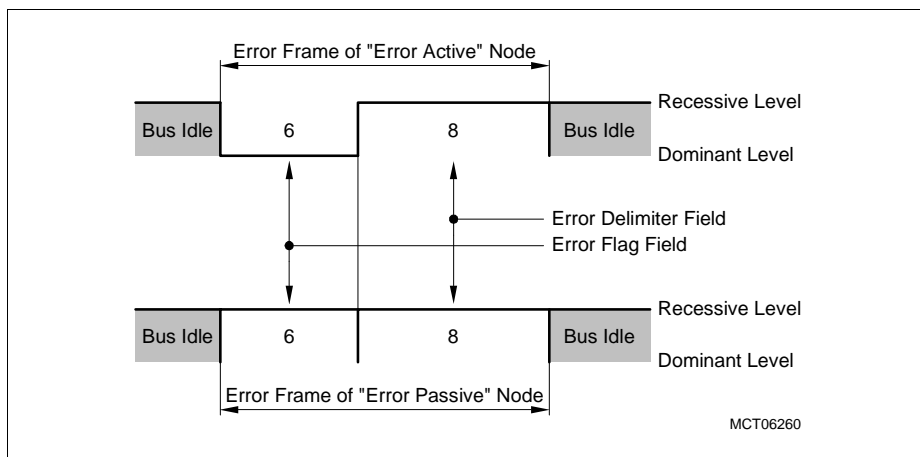 Error Frame of "Error Active" Node
Recessive Level
Bus Idle 6 8 Bus Idle
Dominant Level
Error Delimiter Field
Error Flag Field
Recessive Level
Bus Idle 6 8 Bus Idle
Dominant Level
Error Frame of "Error Passive" Node
MCT06260